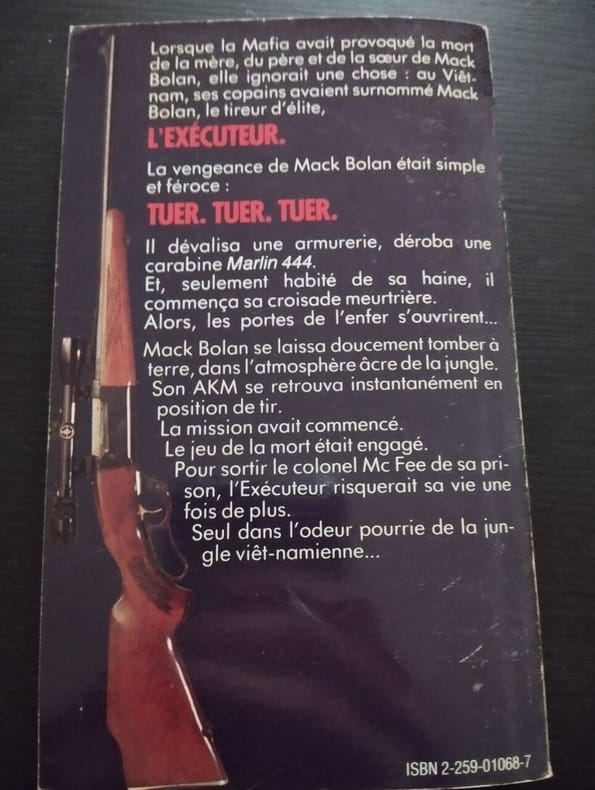 Lorsque la Mafia avait provoqué la mort
de la mère, du père et de la sœur de Mack
Bolan, elle ignorait une chose : au Viêt-
nam, ses copains avaient surnommé Mack
Bolan, le tireur d'élite,
L'EXÉCUTEUR.
La vengeance de Mack Bolan était simple
et féroce :
TUER. TUER. TUER.
Il dévalisa une armurerie, déroba une
carabine Marlin 444.
Et, seulement habité de sa haine, il
commença sa croisade meurtrière.
Alors, les portes de l'enfer s'ouvrirent...
Mack Bolan se laissa doucement tomber à
terre, dans l'atmosphère âcre de la jungle.
Son AKM se retrouva instantanément en
position de tir.
La mission avait commencé.
Le jeu de la mort était engagé.
Pour sortir le colonel Mc Fee de sa pri-
son, l'Exécuteur risquerait sa vie une
fois de plus.
Seul dans l'odeur pourrie de la jun-
gle viêt-namienne...
ISBN 2-259-01068-7